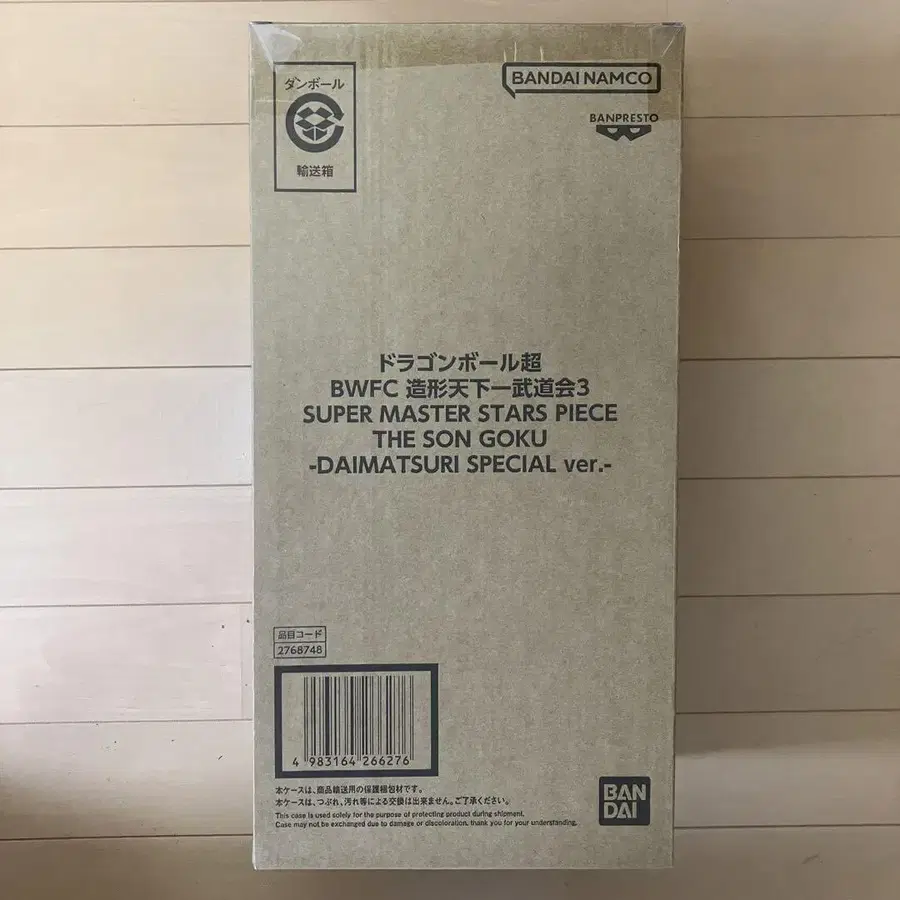 ダンボール
輸送箱
BANDAI NAMCO
BANPRESTO
ドラゴンボール超
BWFC 造形天下一武道会3
SUPER MASTER STARS PIECE
THE SON GOKU
-DAIMATSURI SPECIAL ver.-
品目コード
2768748
4 983164 266276
本ケースは、商品輸送用の保護梱包材です。
本ケースは、つぶれ、汚れ等による交換は出来ません。ご了承ください。
This case is used solely for the purpose of protecting product during shipment.
Case may not be exchanged due to damage or discoloration. thank you for your understanding.
BAN
DAI